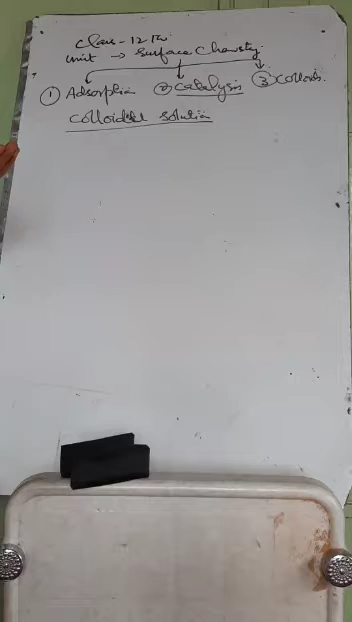 Class - 12th
Unit → Surface Chemistry
① Adsorption ② Catalysis ③ Colloids.
Colloidal solution